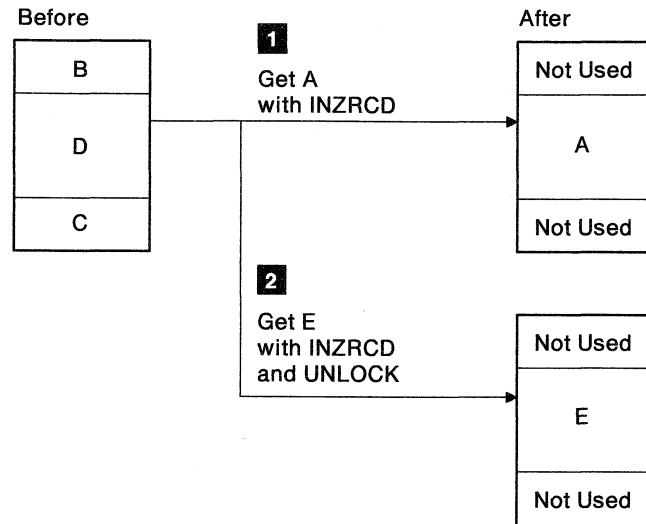 Before
B
D
C
1
Get A
with INZRCD
After
Not Used
A
Not Used
2
Get E
with INZRCD
and UNLOCK
Not Used
E
Not Used